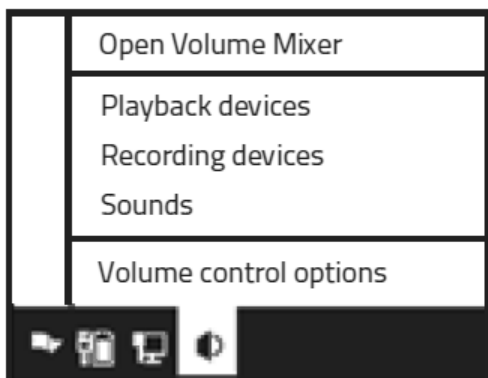 Open Volume Mixer
Playback devices
Recording devices
Sounds
Volume control options